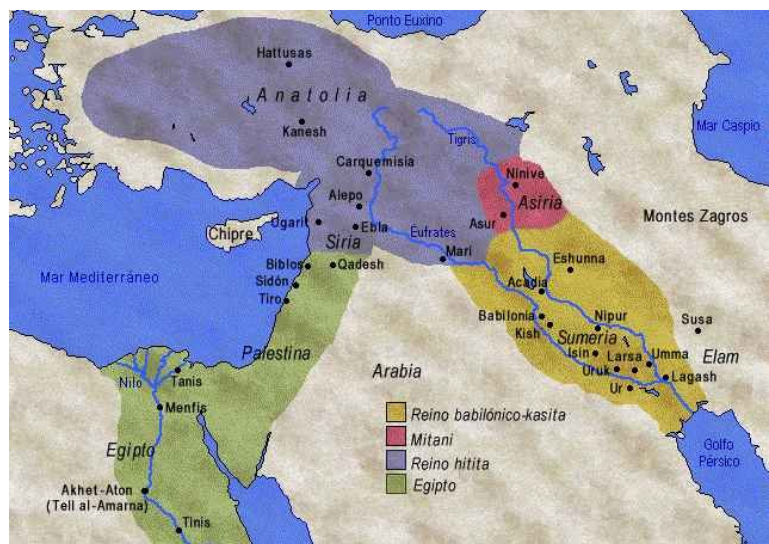 Ponto Euxino
Hattusas
Anatolia
Kanesh
Mar Caspio
Tigris
Carquemisia
Ninive
Asiria
Alepo
Asur
Montes Zagros
Ugarit
Ebla
Chipre
Siria
Éufrates
Mari
Eshunna
Mar Mediterráneo
Biblos
Qadesh
Sidón
Acadia
Tiro
Babilonia
Nipur
Kish
Sumeria
Susa
Palestina
Isin
Larsa
Umma
Elam
Nilo
Tanis
Arabia
Uruk
Lagash
Ur
Menfis
Reino babilónico-kasita
Mitani
Egipto
Golfo
Pérsico
Reino hitita
Akhet-Aton
(Tell al-Amarna)
Egipto
Tinis